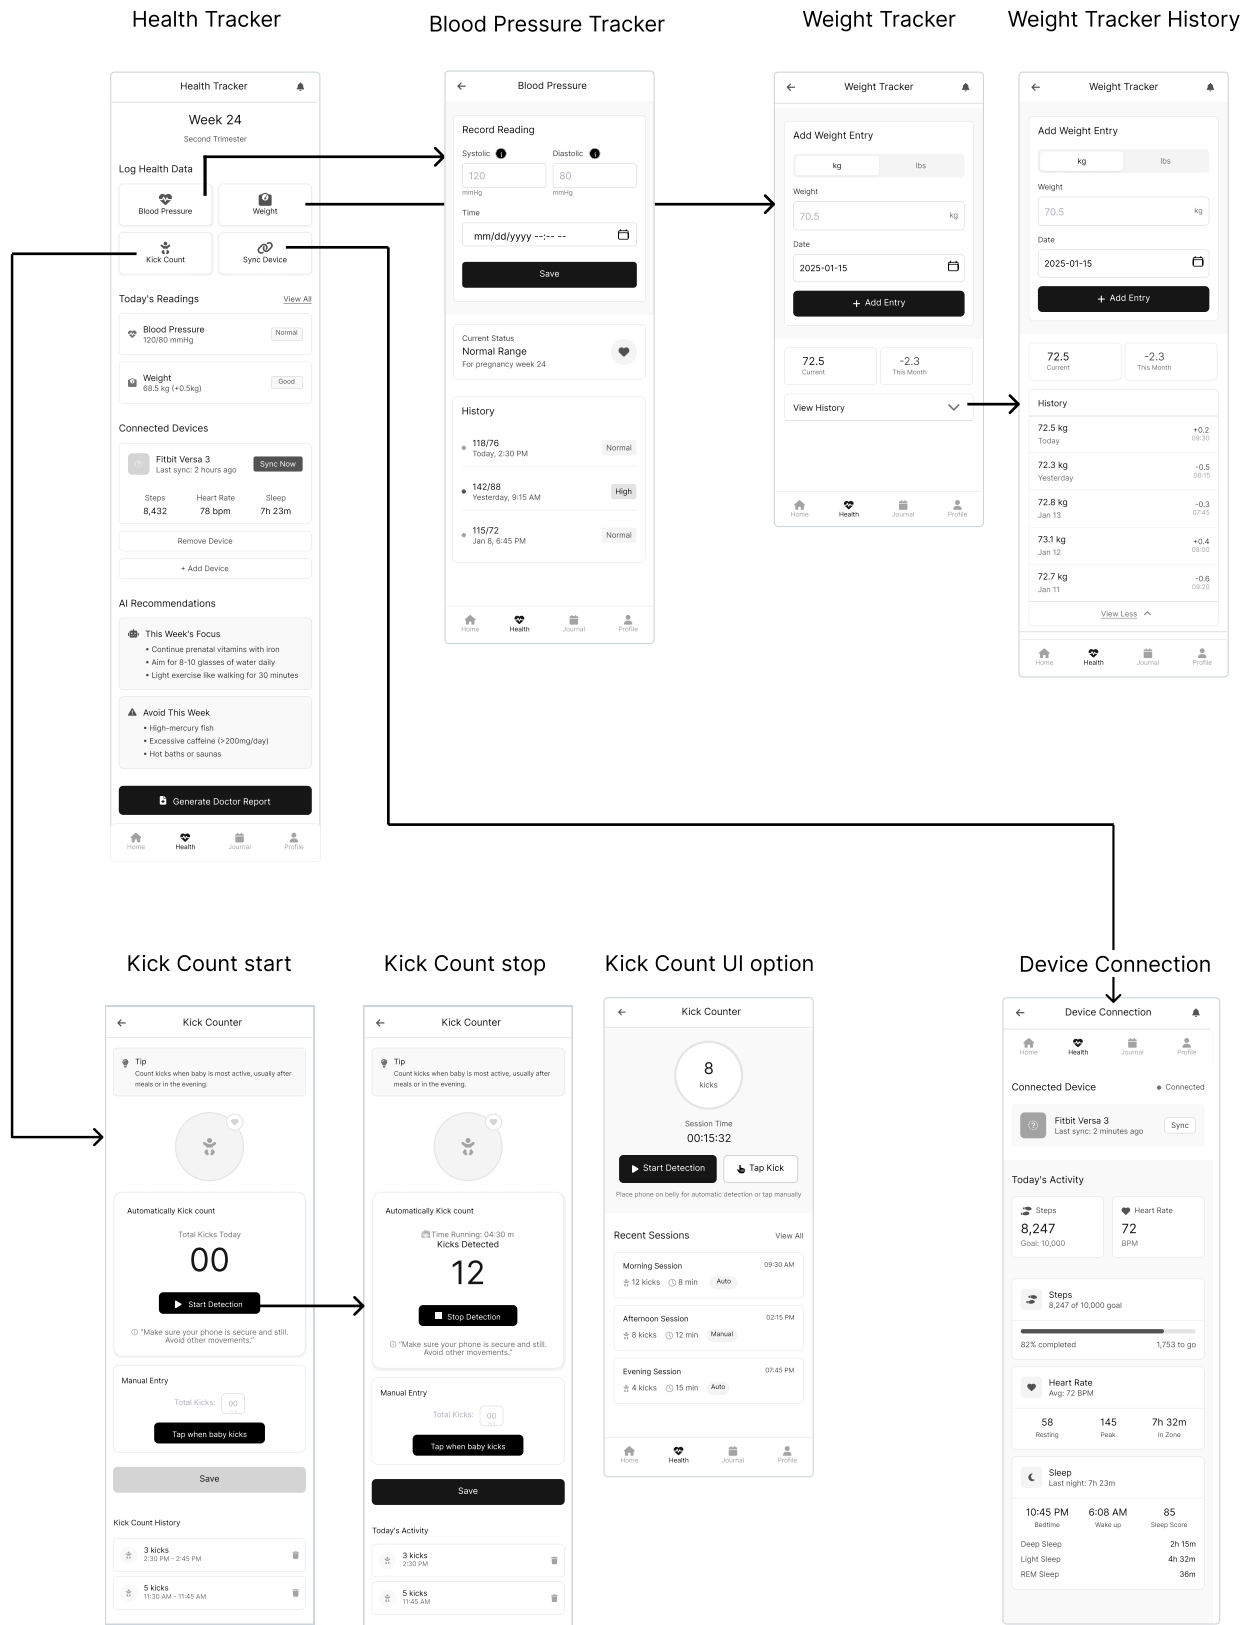 Health Tracker
Blood Pressure Tracker
Weight Tracker
Weight Tracker History
Health Tracker
Week 24
Second Trimester
Log Health Data
Blood Pressure
Weight
Kick Count
Sync Device
Today's Readings
View All
Blood Pressure
120/80 mmHg
Normal
Weight
68.5 kg (+0.5kg)
Good
Connected Devices
Fitbit Versa 3
Last sync: 2 hours ago
Sync Now
Steps
Heart Rate
Sleep
8,432
78 bpm
7h 23m
Remove Device
+ Add Device
AI Recommendations
This Week's Focus
• Continue prenatal vitamins with iron
• Aim for 8-10 glasses of water daily
• Light exercise like walking for 30 minutes
Avoid This Week
• High-mercury fish
• Excessive caffeine (>200mg/day)
• Hot baths or saunas
Generate Doctor Report
Home
Health
Journal
Profile
Blood Pressure
Record Reading
Systolic
Diastolic
120
80
mmHg
mmHg
Time
mm/dd/yyyy --:-- --
Save
Current Status
Normal Range
For pregnancy week 24
History
118/76
Today, 2:30 PM
Normal
142/88
Yesterday, 9:15 AM
High
115/72
Jan 8, 6:45 PM
Normal
Home
Health
Journal
Profile
Weight Tracker
Add Weight Entry
kg
lbs
Weight
70.5
kg
Date
2025-01-15
+ Add Entry
72.5
Current
-2.3
This Month
View History
Home
Health
Journal
Profile
Weight Tracker
Add Weight Entry
kg
lbs
Weight
70.5
kg
Date
2025-01-15
+ Add Entry
72.5
Current
-2.3
This Month
History
72.5 kg
Today
+0.2
09:30
72.3 kg
Yesterday
-0.5
08:15
72.8 kg
Jan 13
-0.3
07:45
73.1 kg
Jan 12
+0.4
08:00
72.7 kg
Jan 11
-0.6
09:20
View Less
Home
Health
Journal
Profile
Kick Count start
Kick Count stop
Kick Count UI option
Device Connection
Kick Counter
Tip
Count kicks when baby is most active, usually after
meals or in the evening.
Automatically Kick count
Total Kicks Today
00
Start Detection
"Make sure your phone is secure and still.
Avoid other movements."
Manual Entry
Total Kicks:
00
Tap when baby kicks
Save
Kick Count History
3 kicks
2:30 PM - 2:45 PM
5 kicks
11:30 AM - 11:45 AM
Kick Counter
Tip
Count kicks when baby is most active, usually after
meals or in the evening.
Automatically Kick count
Time Running: 04:30 m
Kicks Detected
12
Stop Detection
"Make sure your phone is secure and still.
Avoid other movements."
Manual Entry
Total Kicks:
00
Tap when baby kicks
Save
Today's Activity
3 kicks
2:30 PM
5 kicks
11:45 AM
Kick Counter
8
kicks
Session Time
00:15:32
Start Detection
Tap Kick
Place phone on belly for automatic detection or tap manually
Recent Sessions
View All
Morning Session
09:30 AM
12 kicks
8 min
Auto
Afternoon Session
02:15 PM
8 kicks
12 min
Manual
Evening Session
07:45 PM
4 kicks
15 min
Auto
Home
Health
Journal
Profile
Device Connection
Home
Health
Journal
Profile
Connected Device
Connected
Fitbit Versa 3
Last sync: 2 minutes ago
Sync
Today's Activity
Steps
8,247
Goal: 10,000
Heart Rate
72
BPM
Steps
8,247 of 10,000 goal
82% completed
1,753 to go
Heart Rate
Avg: 72 BPM
58
145
7h 32m
Resting
Peak
In Zone
Sleep
Last night: 7h 23m
10:45 PM
6:08 AM
85
Bedtime
Wake up
Sleep Score
Deep Sleep
2h 15m
Light Sleep
4h 32m
REM Sleep
36m